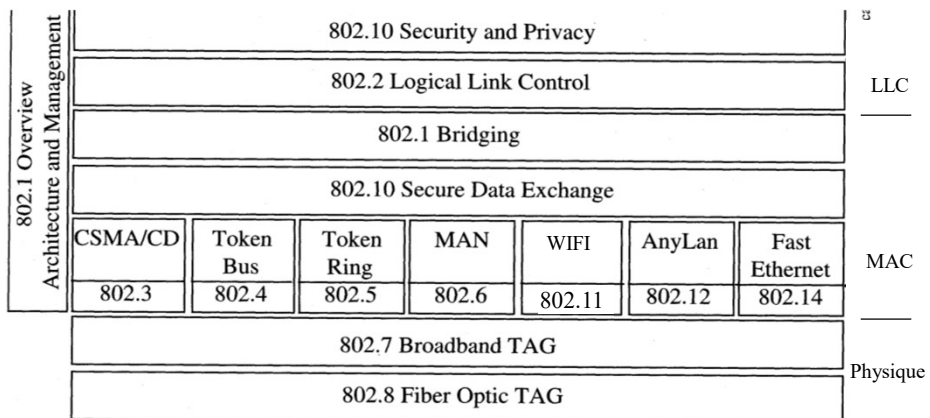 802.1 Overview
Architecture and Management
802.10 Security and Privacy
802.2 Logical Link Control
LLC
802.1 Bridging
802.10 Secure Data Exchange
CSMA/CD
802.3
Token
Bus
802.4
Token
Ring
802.5
MAN
802.6
WIFI
802.11
AnyLan
802.12
Fast
Ethernet
802.14
MAC
802.7 Broadband TAG
802.8 Fiber Optic TAG
Physique